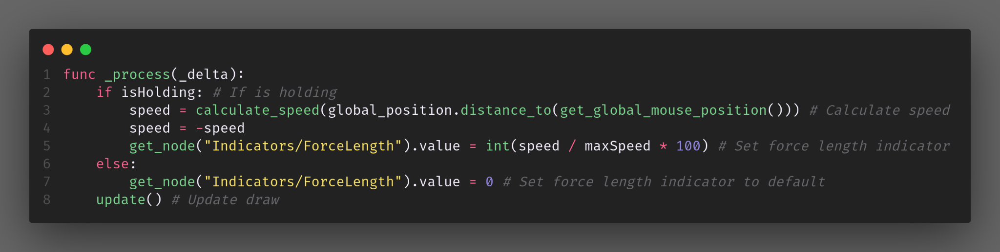 1 func _process(_delta):
2     if isHolding: # If is holding
3         speed = calculate_speed(global_position.distance_to(get_global_mouse_position())) # Calculate speed
4         speed = -speed
5         get_node("Indicators/ForceLength").value = int(speed / maxSpeed * 100) # Set force length indicator
6     else:
7         get_node("Indicators/ForceLength").value = 0 # Set force length indicator to default
8     update() # Update draw